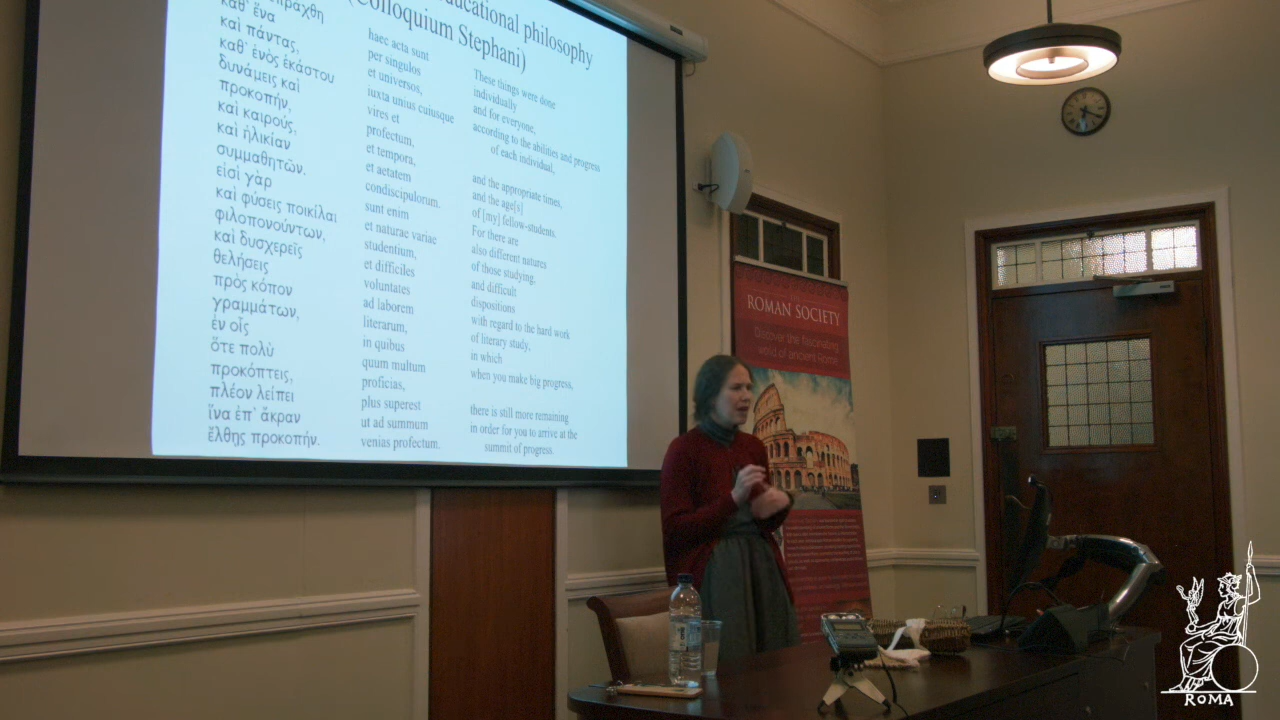 educational philosophy
(Colloquium Stephani)
καθ' ἕνα
καὶ πάντας,
καθ' ἑνὸς ἑκάστου
δυνάμεις καὶ
προκοπήν,
καὶ καιρούς,
καὶ ἡλικίαν
συμμαθητῶν.
εἰσὶ γὰρ
καὶ φύσεις ποικίλαι
φιλοπονούντων,
καὶ δυσχερεῖς
θελήσεις
πρὸς κόπον
γραμμάτων,
ἐν οἷς
ὅτε πολὺ
προκόπτεις,
πλέον λείπει
ἵνα ἐπ' ἄκραν
ἔλθῃς προκοπήν.
haec acta sunt
per singulos
et universos,
iuxta unius cuiusque
vires et
profectum,
et tempora,
et aetatem
condiscipulorum.
sunt enim
et naturae variae
studentium,
et difficiles
voluntates
ad laborem
literarum,
in quibus
quum multum
proficias,
plus superest
ut ad summum
venias profectum.
These things were done
individually
and for everyone,
according to the abilities and progress
of each individual,
and the appropriate times,
and the age[s]
of [my] fellow-students.
For there are
also different natures
of those studying,
and difficult
dispositions
with regard to the hard work
of literary study,
in which
when you make big progress,
there is still more remaining
in order for you to arrive at the
summit of progress.
ROMAN SOCIETY
Discover the fascinating
world of ancient Rome
ROMA